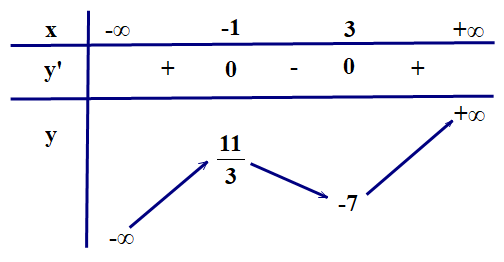 x -∞ -1 3 +∞
y' + 0 - 0 +
+∞
y
11
3
-7
-∞